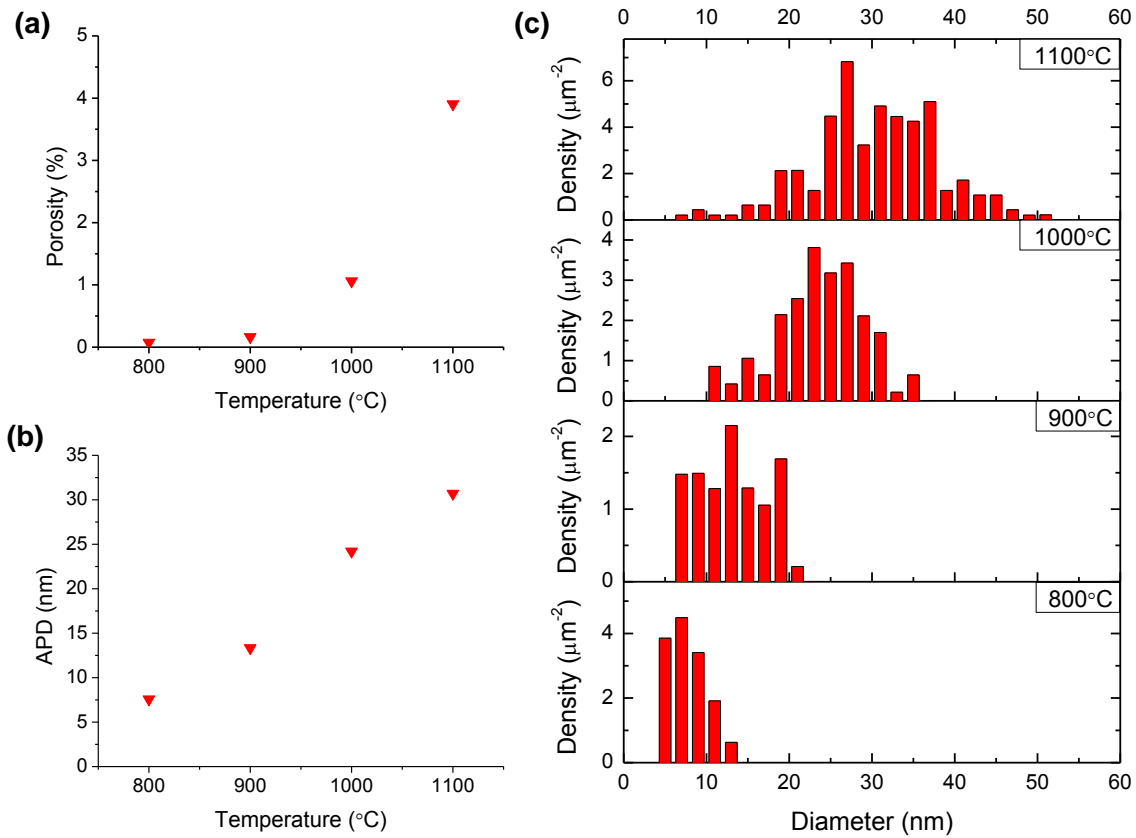 (a)
5
4
3
2
1
0
Porosity (%)
800 900 1000 1100
Temperature (°C)
(b)
35
30
25
20
15
10
5
0
APD (nm)
800 900 1000 1100
Temperature (°C)
(c)
0 10 20 30 40 50 60
1100°C
6
4
2
0
Density (μm-2)
1000°C
4
3
2
1
0
Density (μm-2)
900°C
2
1
0
Density (μm-2)
800°C
4
2
0
Density (μm-2)
0 10 20 30 40 50 60
Diameter (nm)